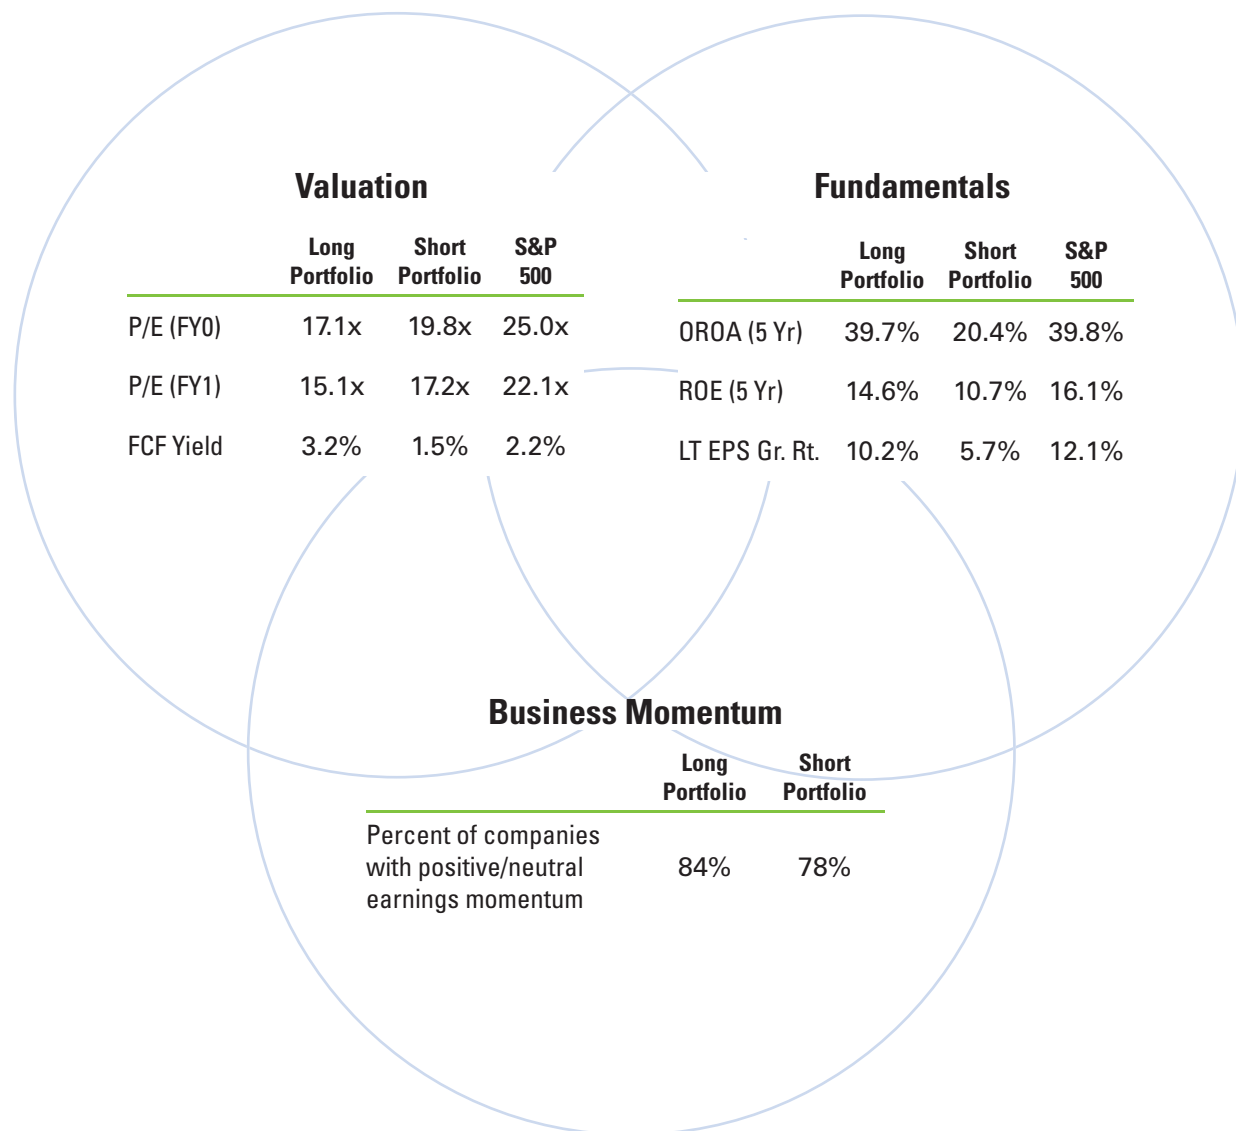 Valuation
Long Short S&P
Portfolio Portfolio 500
P/E (FY0) 17.1x 19.8x 25.0x
P/E (FY1) 15.1x 17.2x 22.1x
FCF Yield 3.2% 1.5% 2.2%
Fundamentals
Long Short S&P
Portfolio Portfolio 500
OROA (5 Yr) 39.7% 20.4% 39.8%
ROE (5 Yr) 14.6% 10.7% 16.1%
LT EPS Gr. Rt. 10.2% 5.7% 12.1%
Business Momentum
Long Short
Portfolio Portfolio
Percent of companies
with positive/neutral 84% 78%
earnings momentum